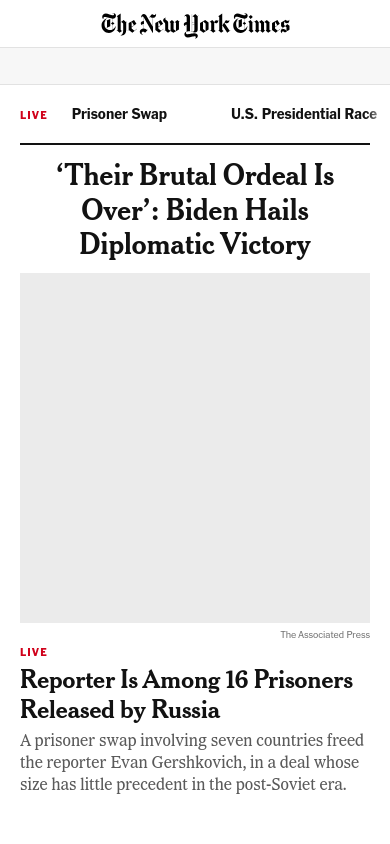 The New York Times
LIVE Prisoner Swap U.S. Presidential Race
‘Their Brutal Ordeal Is
Over’: Biden Hails
Diplomatic Victory
The Associated Press
LIVE
Reporter Is Among 16 Prisoners
Released by Russia
A prisoner swap involving seven countries freed
the reporter Evan Gershkovich, in a deal whose
size has little precedent in the post-Soviet era.